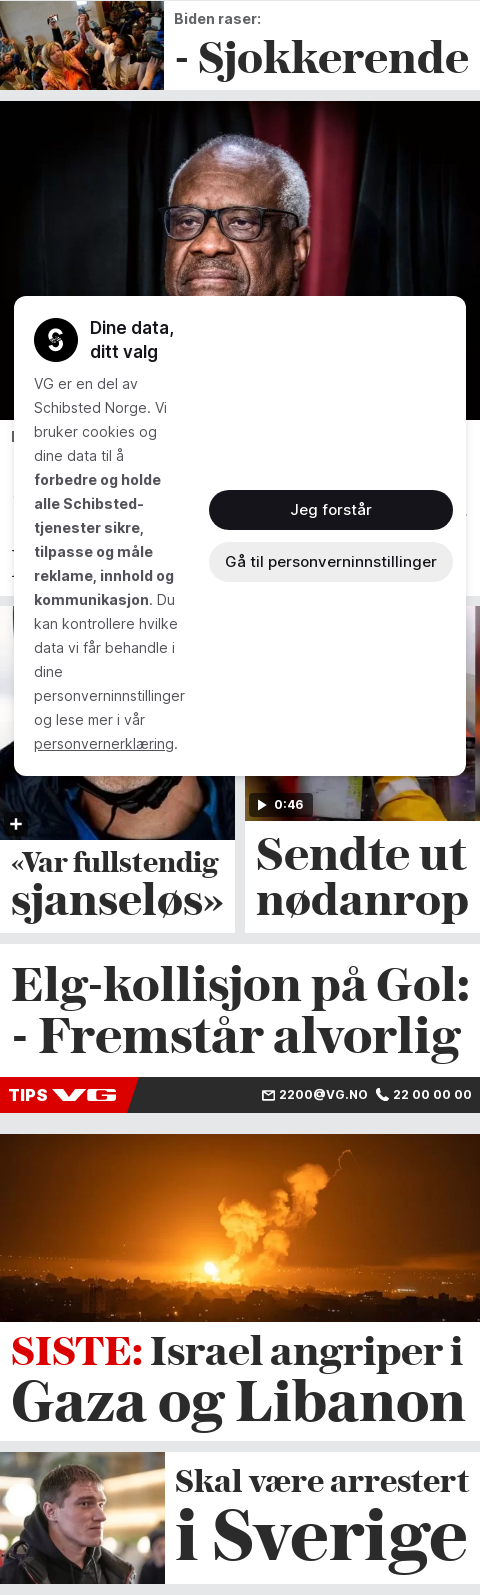 Biden raser:
- Sjokkerende
Dine data,
ditt valg
VG er en del av
Schibsted Norge. Vi
bruker cookies og
dine data til å
forbedre og holde
alle Schibsted-
tjenester sikre,
tilpasse og måle
reklame, innhold og
kommunikasjon. Du
kan kontrollere hvilke
data vi får behandle i
dine
personverninnstillinger
og lese mer i vår
personvernerklæring.
Jeg forstår
Gå til personverninnstillinger
0:46
«Var fullstendig
sjanseløs»
Sendte ut
nødanrop
Elg-kollisjon på Gol:
- Fremstår alvorlig
TIPS VG
2200@VG.NO 22 00 00 00
SISTE: Israel angriper i
Gaza og Libanon
Skal være arrestert
i Sverige